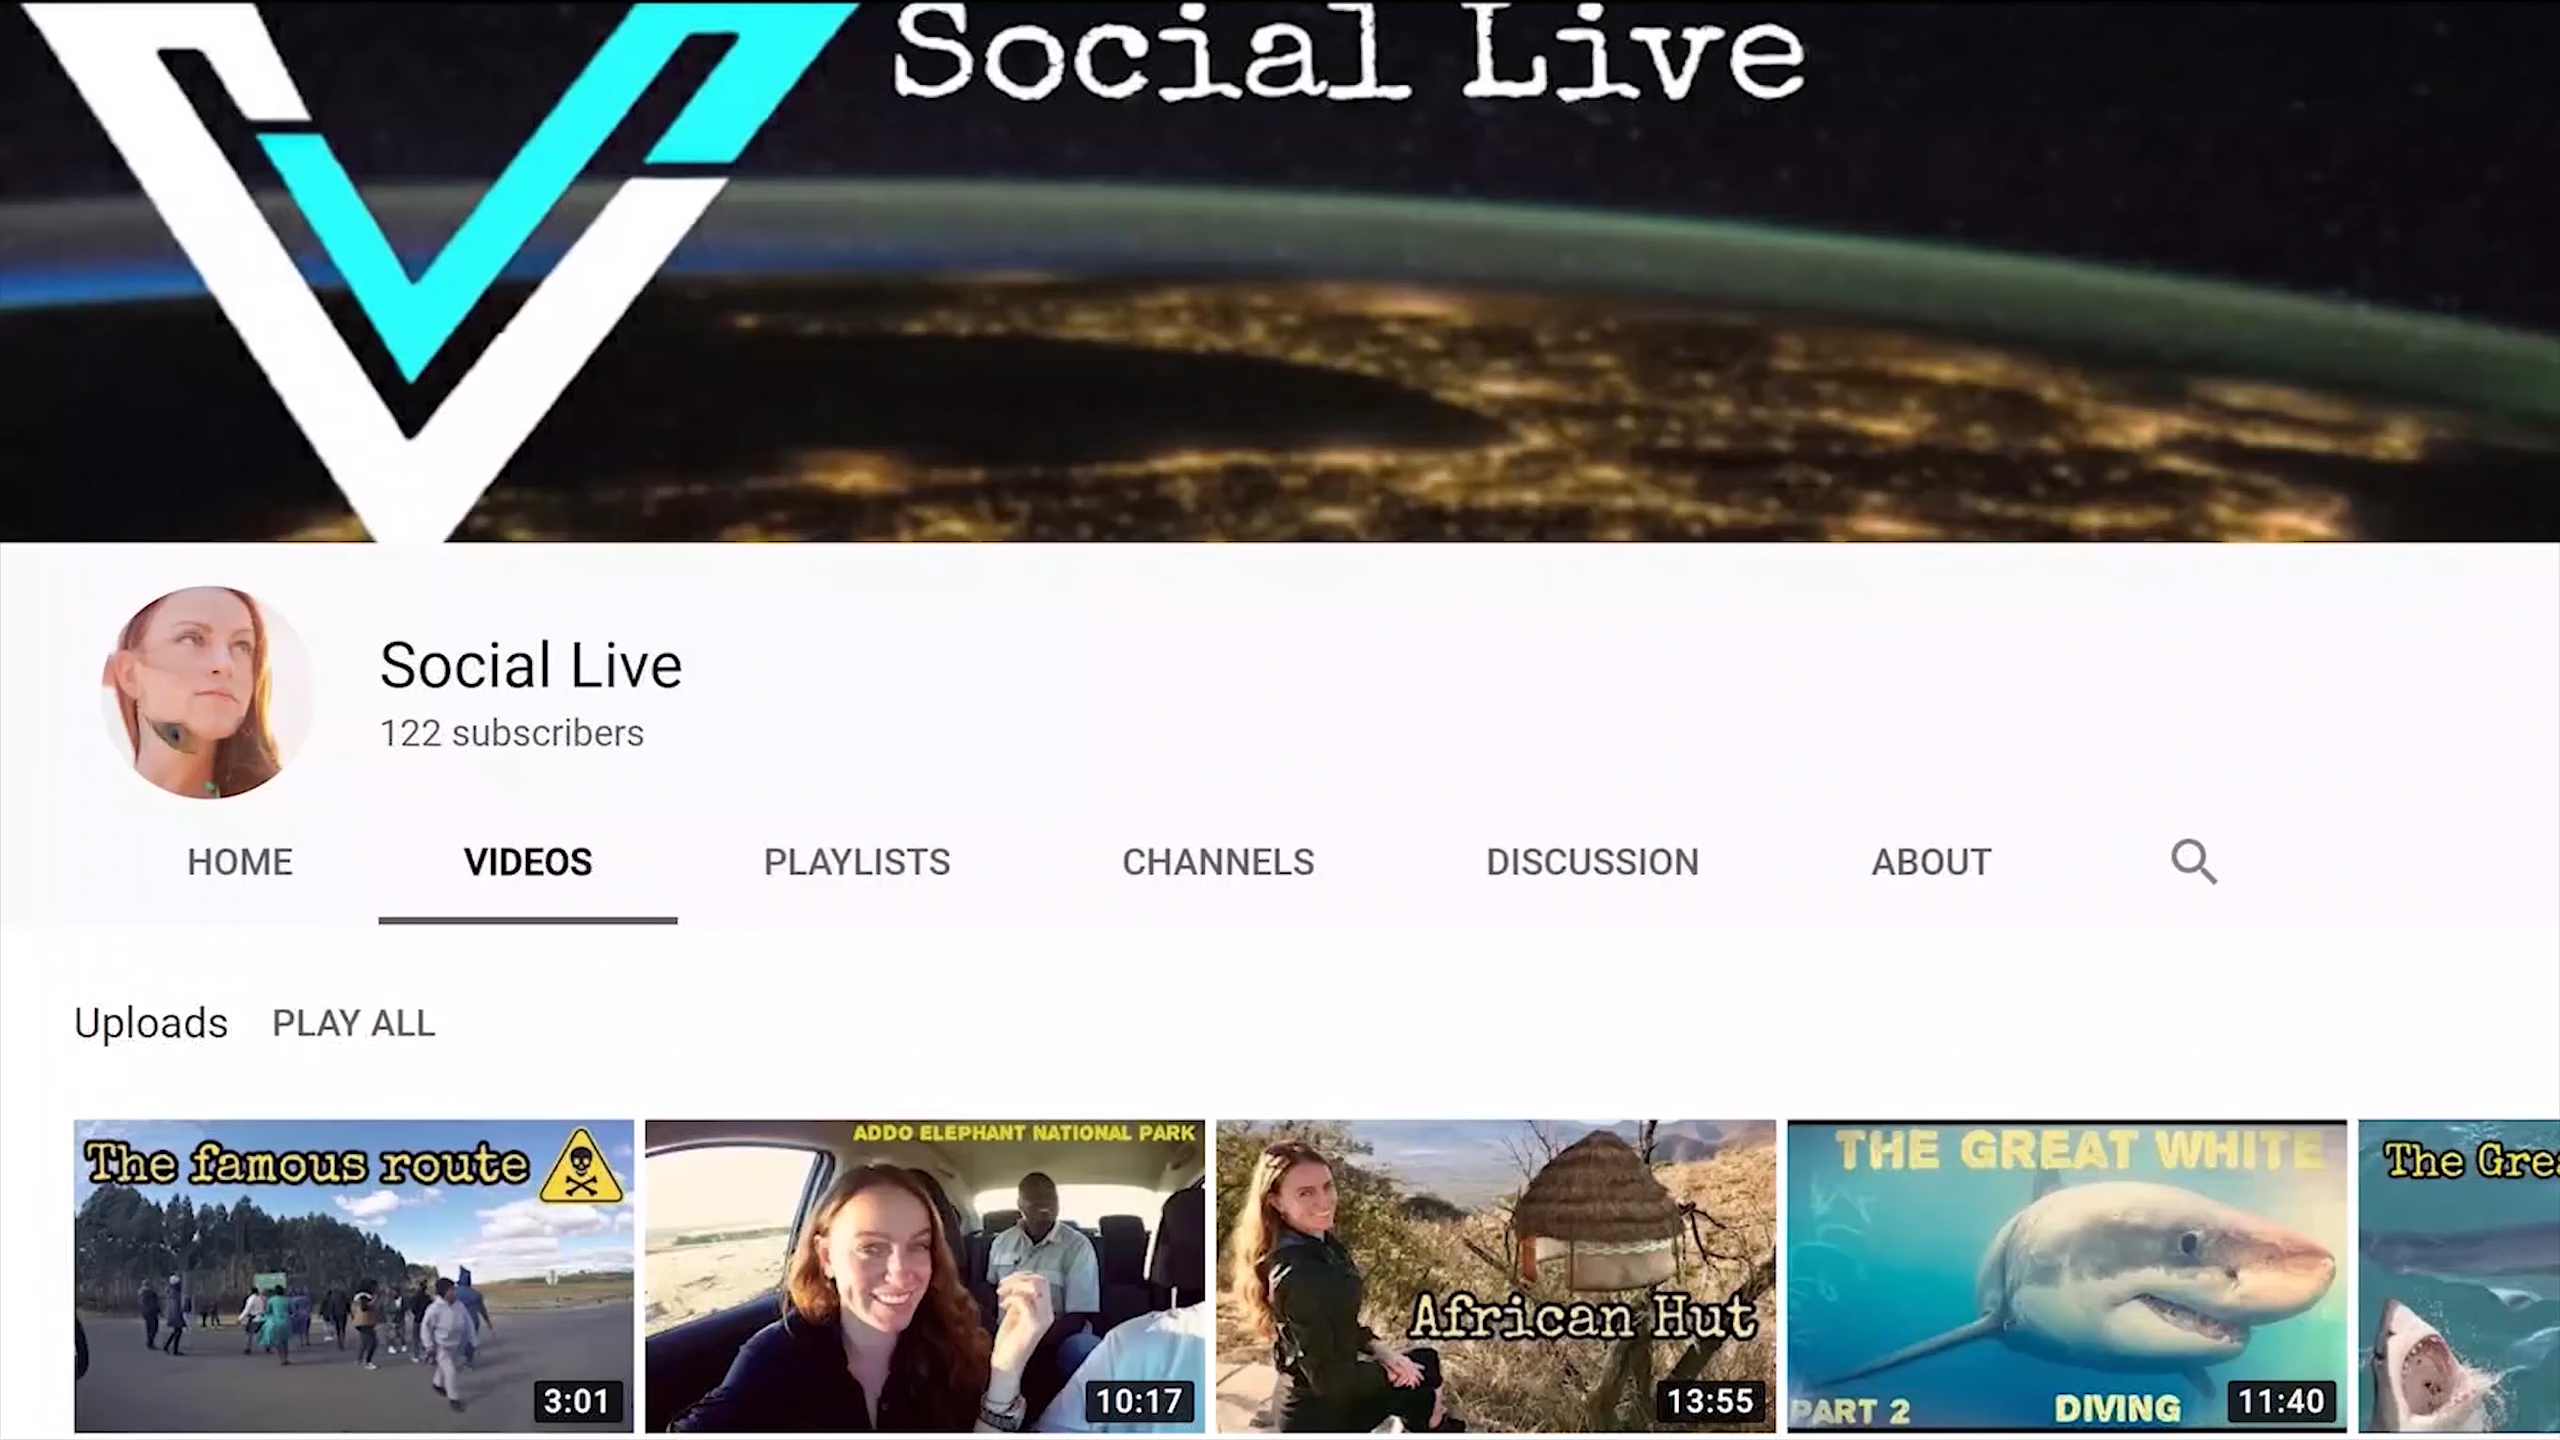 Social Live
Social Live
122 subscribers
HOME VIDEOS PLAYLISTS CHANNELS DISCUSSION ABOUT
Uploads PLAY ALL
The famous route
3:01
ADDO ELEPHANT NATIONAL PARK
10:17
African Hut
13:55
THE GREAT WHITE
PART 2 DIVING
11:40
The Grea